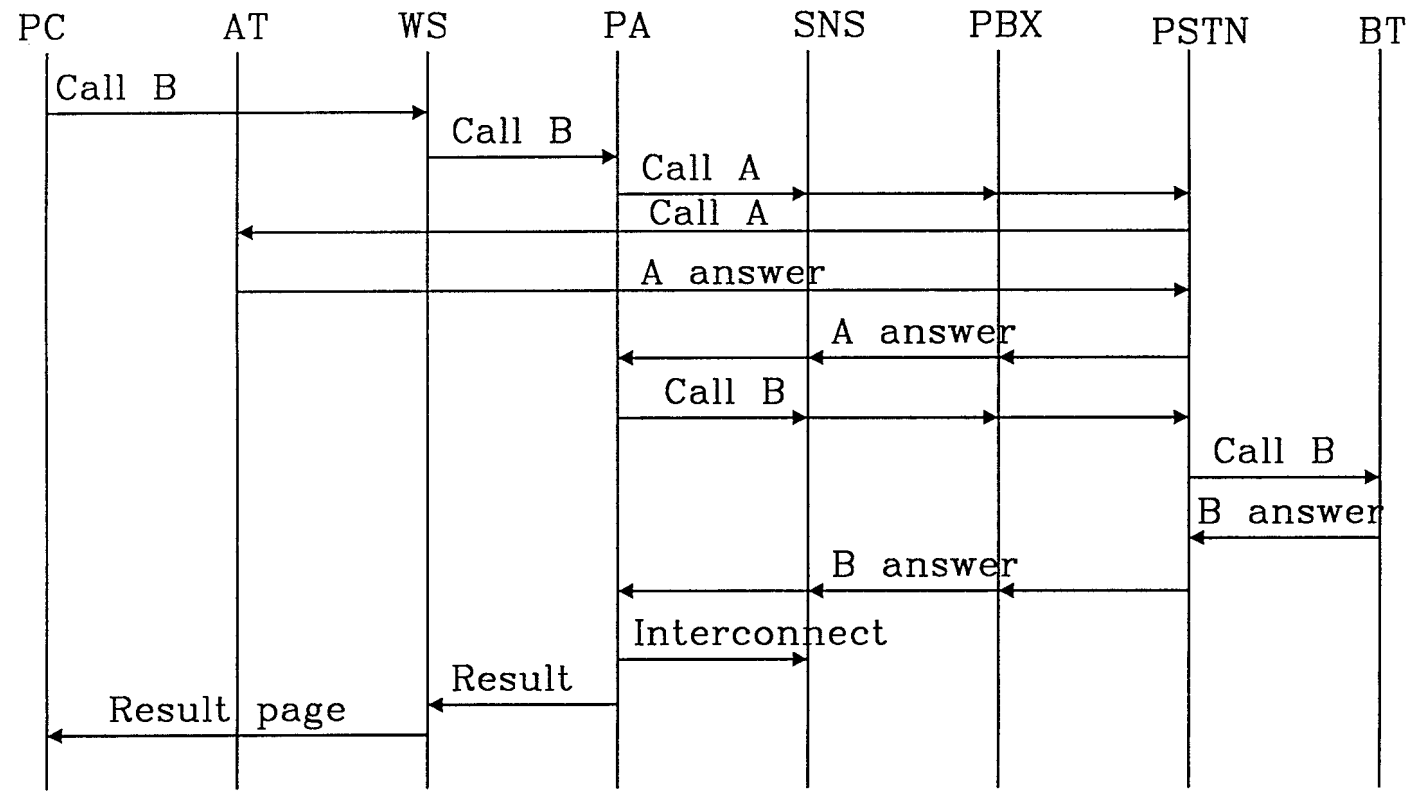 PC AT WS PA SNS PBX PSTN BT
Call B
Call B
Call A
Call A
A answer
A answer
Call B
Call B
B answer
B answer
Interconnect
Result
Result page